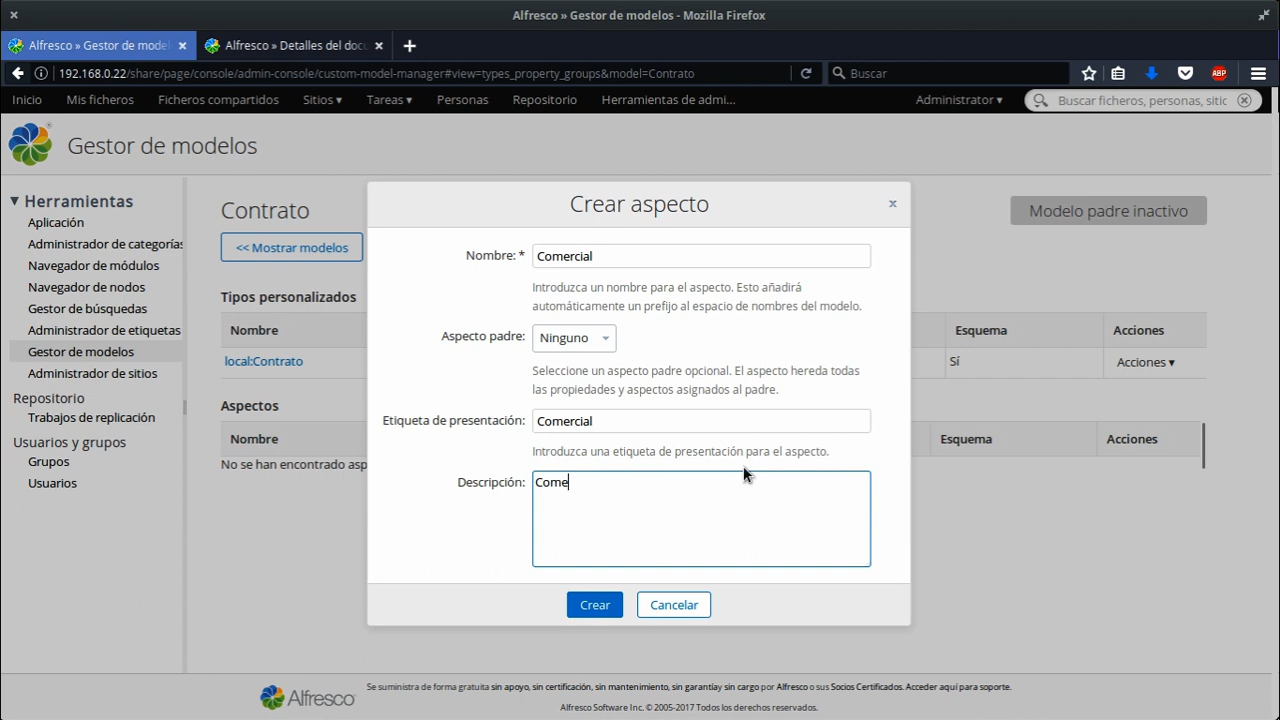 Alfresco » Gestor de modelos - Mozilla Firefox
Alfresco » Gestor de model
Alfresco » Detalles del docu
192.168.0.22/share/page/console/admin-console/custom-model-manager#view=types_property_groups&model=Contrato
Buscar
ABP
Inicio Mis ficheros Ficheros compartidos Sitios ▾ Tareas ▾ Personas Repositorio Herramientas de admi... Administrator ▾ Buscar ficheros, personas, sitic
Gestor de modelos
Herramientas
Aplicación
Administrador de categorías
Navegador de módulos
Navegador de nodos
Gestor de búsquedas
Administrador de etiquetas
Gestor de modelos
Administrador de sitios
Repositorio
Trabajos de replicación
Usuarios y grupos
Grupos
Usuarios
Contrato
Modelo padre inactivo
<< Mostrar modelos
Tipos personalizados
Nombre Esquema Acciones
local:Contrato Sí Acciones ▾
Aspectos
Nombre Esquema Acciones
No se han encontrado asp
Crear aspecto
x
Nombre: * Comercial
Introduzca un nombre para el aspecto. Esto añadirá
automáticamente un prefijo al espacio de nombres del modelo.
Aspecto padre: Ninguno
Seleccione un aspecto padre opcional. El aspecto hereda todas
las propiedades y aspectos asignados al padre.
Etiqueta de presentación: Comercial
Introduzca una etiqueta de presentación para el aspecto.
Descripción: Come
Crear Cancelar
Alfresco
Se suministra de forma gratuita sin apoyo, sin certificación, sin mantenimiento, sin garantíay sin cargo por Alfresco o sus Socios Certificados. Acceder aquí para soporte.
Alfresco Software Inc. © 2005-2017 Todos los derechos reservados.